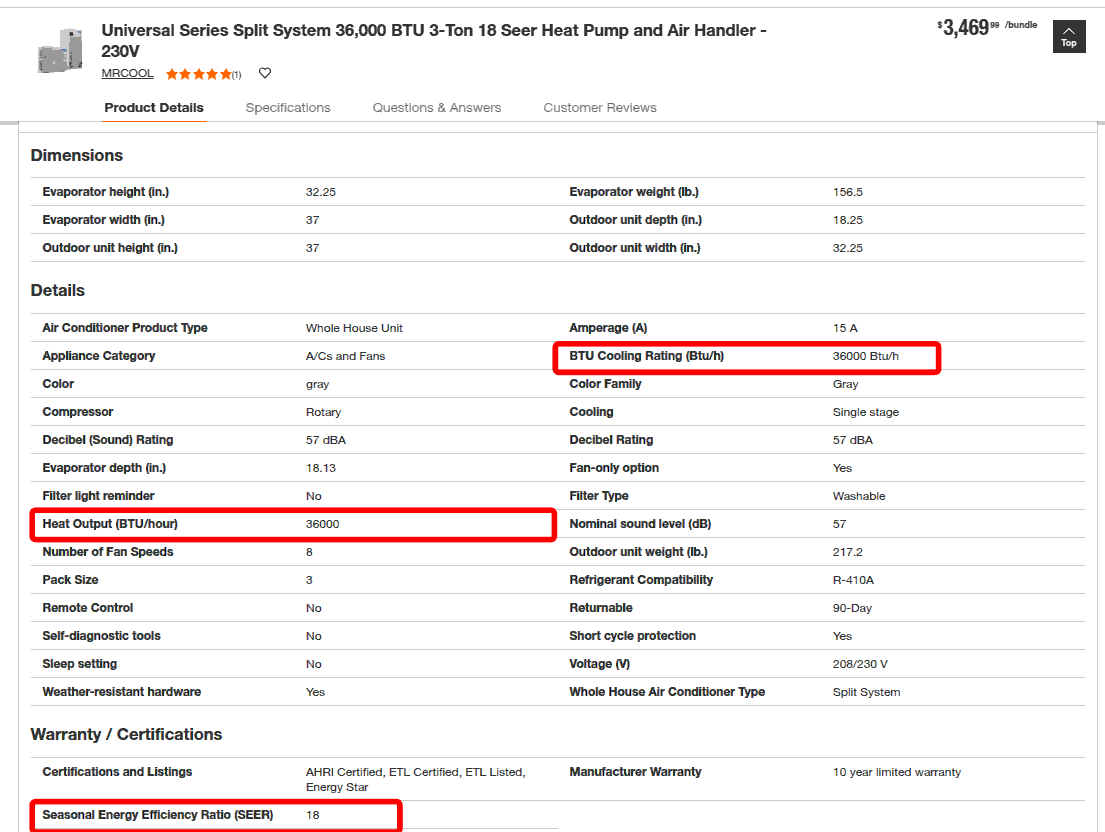 Universal Series Split System 36,000 BTU 3-Ton 18 Seer Heat Pump and Air Handler -
230V
$3,469 99 /bundle
Top
MRCOOL (1)
Product Details Specifications Questions & Answers Customer Reviews
Dimensions
Evaporator height (in.) 32.25 Evaporator weight (lb.) 156.5
Evaporator width (in.) 37 Outdoor unit depth (in.) 18.25
Outdoor unit height (in.) 37 Outdoor unit width (in.) 32.25
Details
Air Conditioner Product Type Whole House Unit Amperage (A) 15 A
Appliance Category A/Cs and Fans BTU Cooling Rating (Btu/h) 36000 Btu/h
Color gray Color Family Gray
Compressor Rotary Cooling Single stage
Decibel (Sound) Rating 57 dBA Decibel Rating 57 dBA
Evaporator depth (in.) 18.13 Fan-only option Yes
Filter light reminder No Filter Type Washable
Heat Output (BTU/hour) 36000 Nominal sound level (dB) 57
Number of Fan Speeds 8 Outdoor unit weight (lb.) 217.2
Pack Size 3 Refrigerant Compatibility R-410A
Remote Control No Returnable 90-Day
Self-diagnostic tools No Short cycle protection Yes
Sleep setting No Voltage (V) 208/230 V
Weather-resistant hardware Yes Whole House Air Conditioner Type Split System
Warranty / Certifications
Certifications and Listings AHRI Certified, ETL Certified, ETL Listed, Manufacturer Warranty 10 year limited warranty
Energy Star
Seasonal Energy Efficiency Ratio (SEER) 18